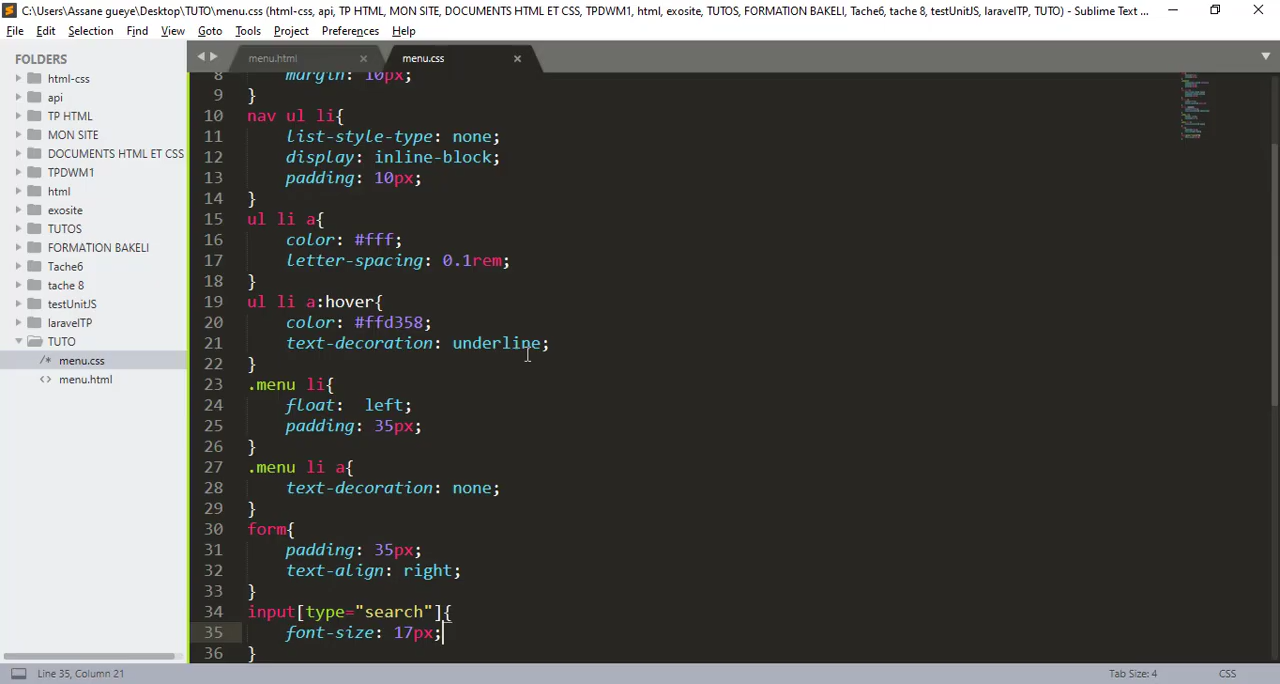 C:\Users\Assane gueye\Desktop\TUTO\menu.css (html-css, api, TP HTML, MON SITE, DOCUMENTS HTML ET CSS, TPDWM1, html, exosite, TUTOS, FORMATION BAKELI, Tache6, tache 8, testUnitJS, laravelTP, TUTO) - Sublime Text ...
File Edit Selection Find View Goto Tools Project Preferences Help
FOLDERS
html-css
api
TP HTML
MON SITE
DOCUMENTS HTML ET CSS
TPDWM1
html
exosite
TUTOS
FORMATION BAKELI
Tache6
tache 8
testUnitJS
laravelTP
TUTO
/* menu.css
<> menu.html
menu.html × menu.css ×
8 margin: 10px;
9 }
10 nav ul li{
11 list-style-type: none;
12 display: inline-block;
13 padding: 10px;
14 }
15 ul li a{
16 color: #fff;
17 letter-spacing: 0.1rem;
18 }
19 ul li a:hover{
20 color: #ffd358;
21 text-decoration: underline;
22 }
23 .menu li{
24 float:  left;
25 padding: 35px;
26 }
27 .menu li a{
28 text-decoration: none;
29 }
30 form{
31 padding: 35px;
32 text-align: right;
33 }
34 input[type="search"]{
35 font-size: 17px;
36 }
Line 35, Column 21 Tab Size: 4 CSS